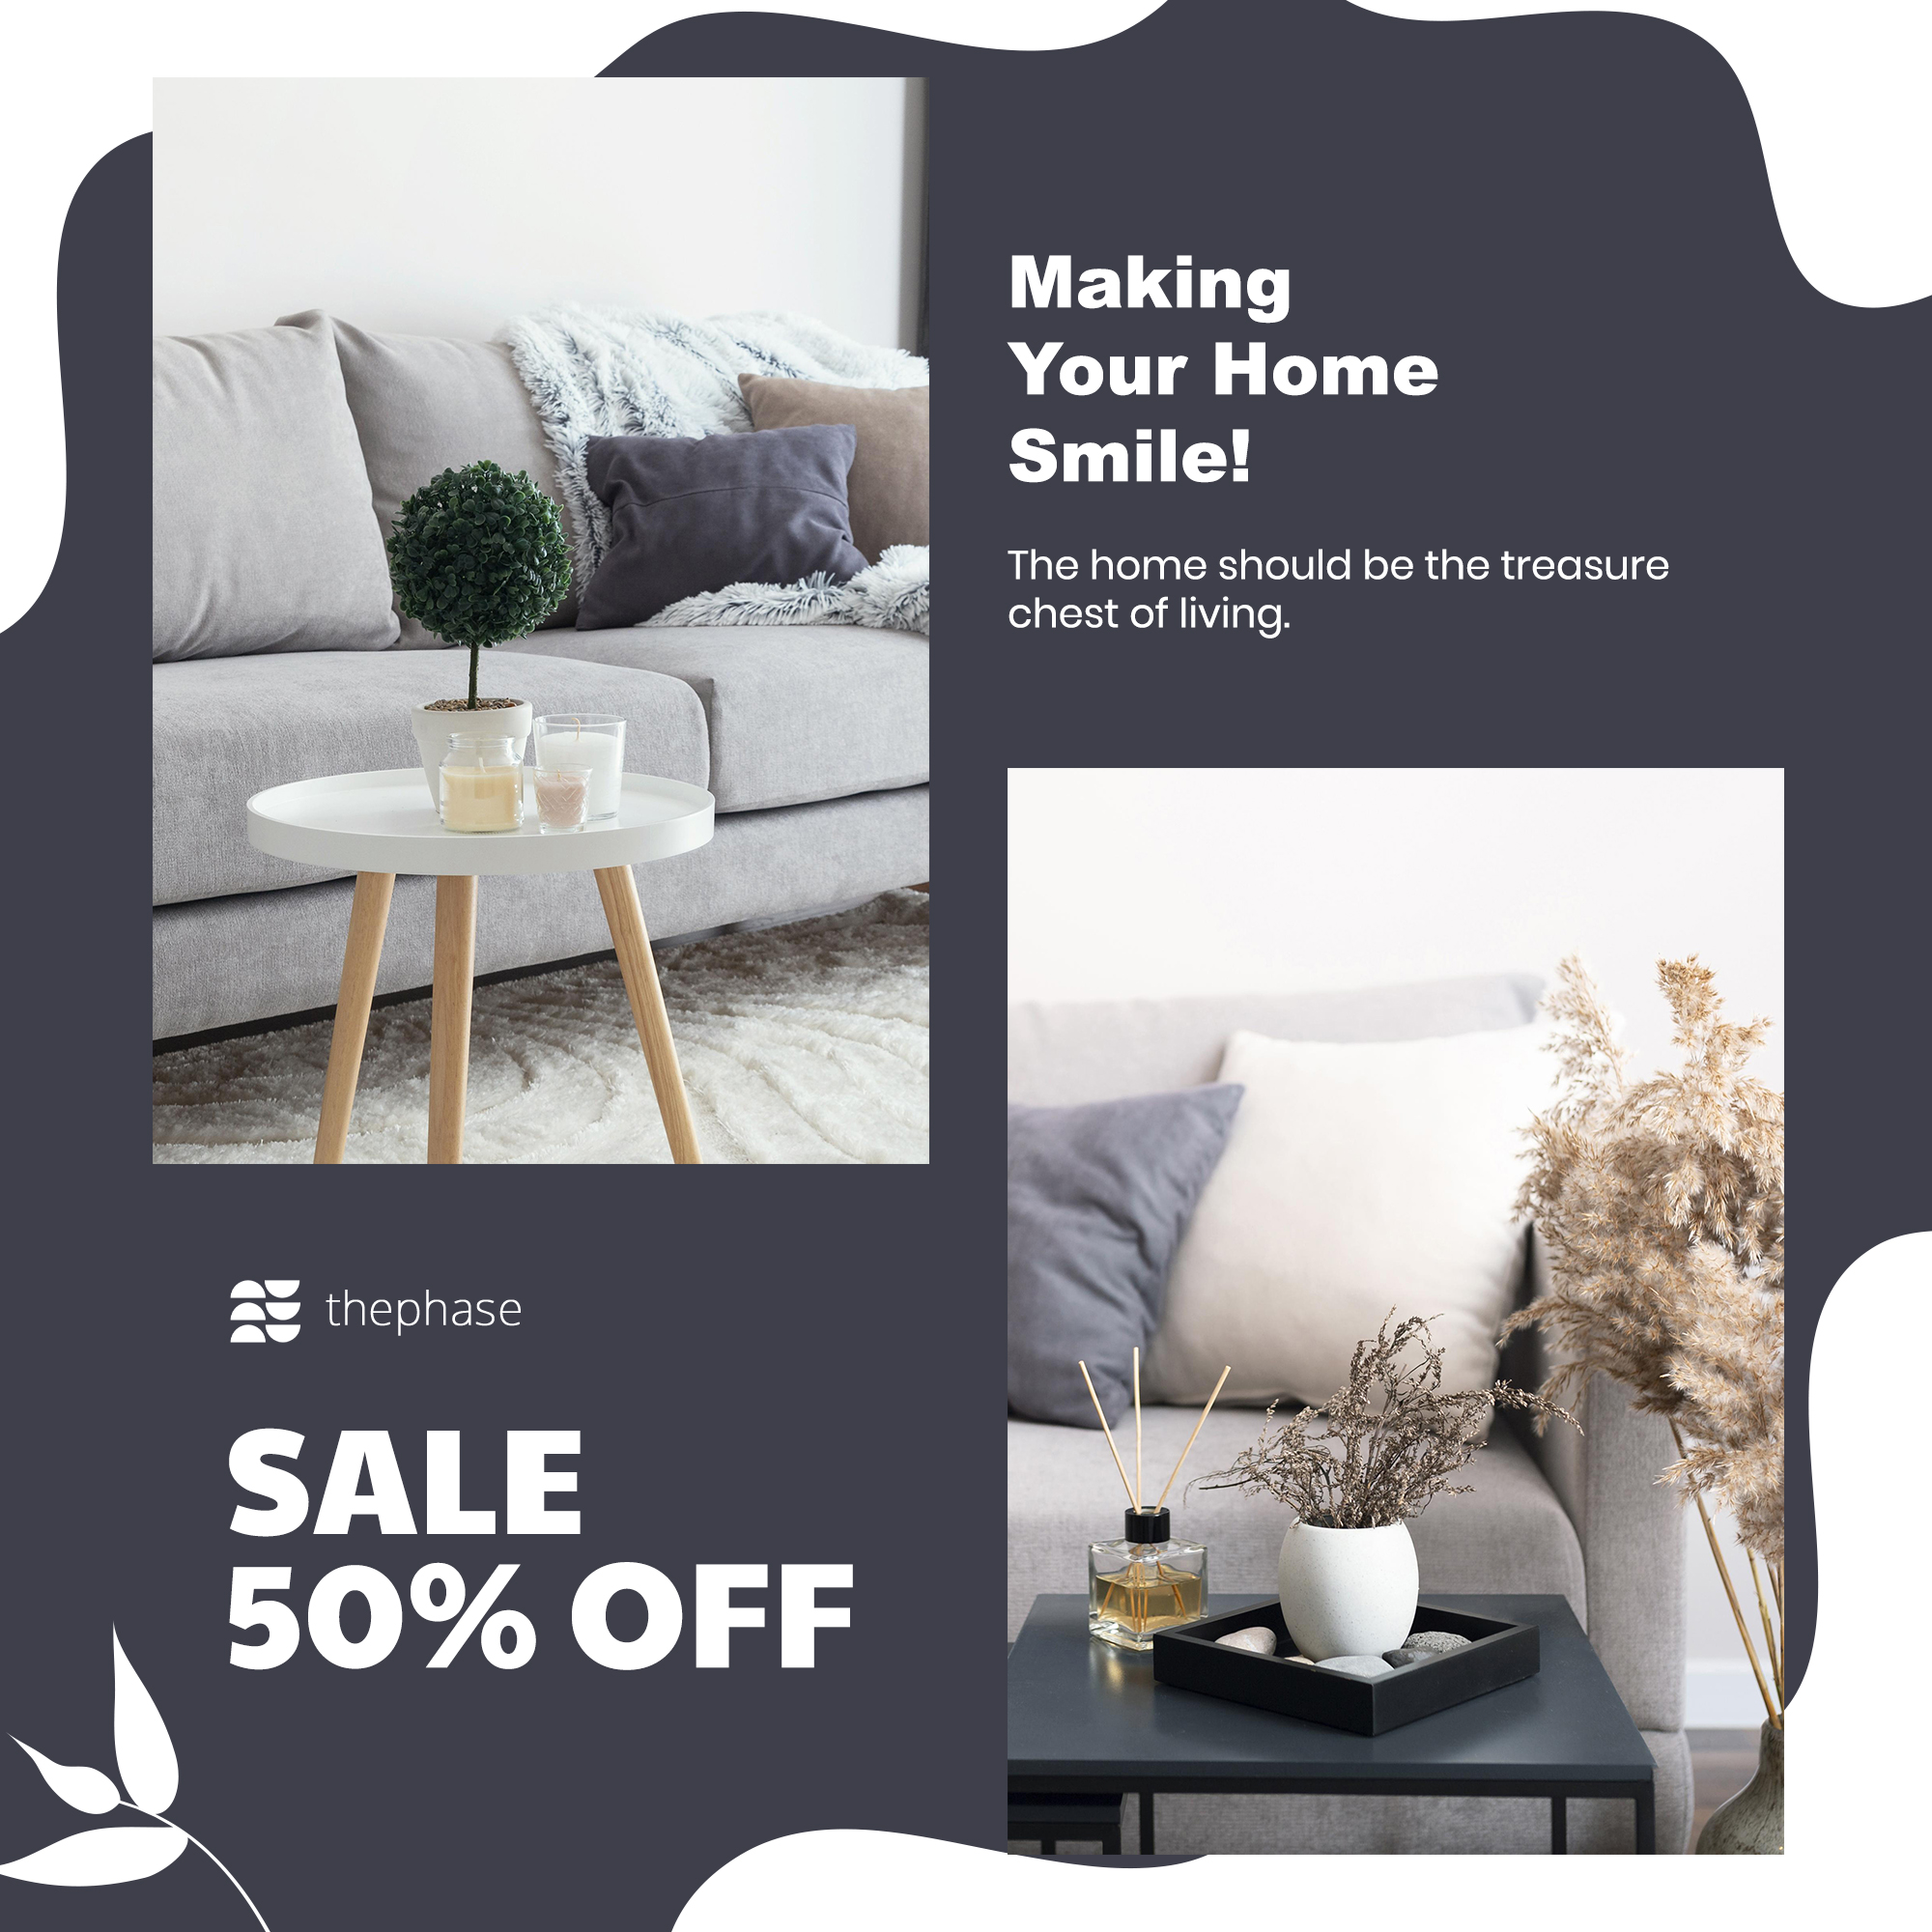 Making
Your Home
Smile!
The home should be the treasure
chest of living.
thephase
SALE
50% OFF